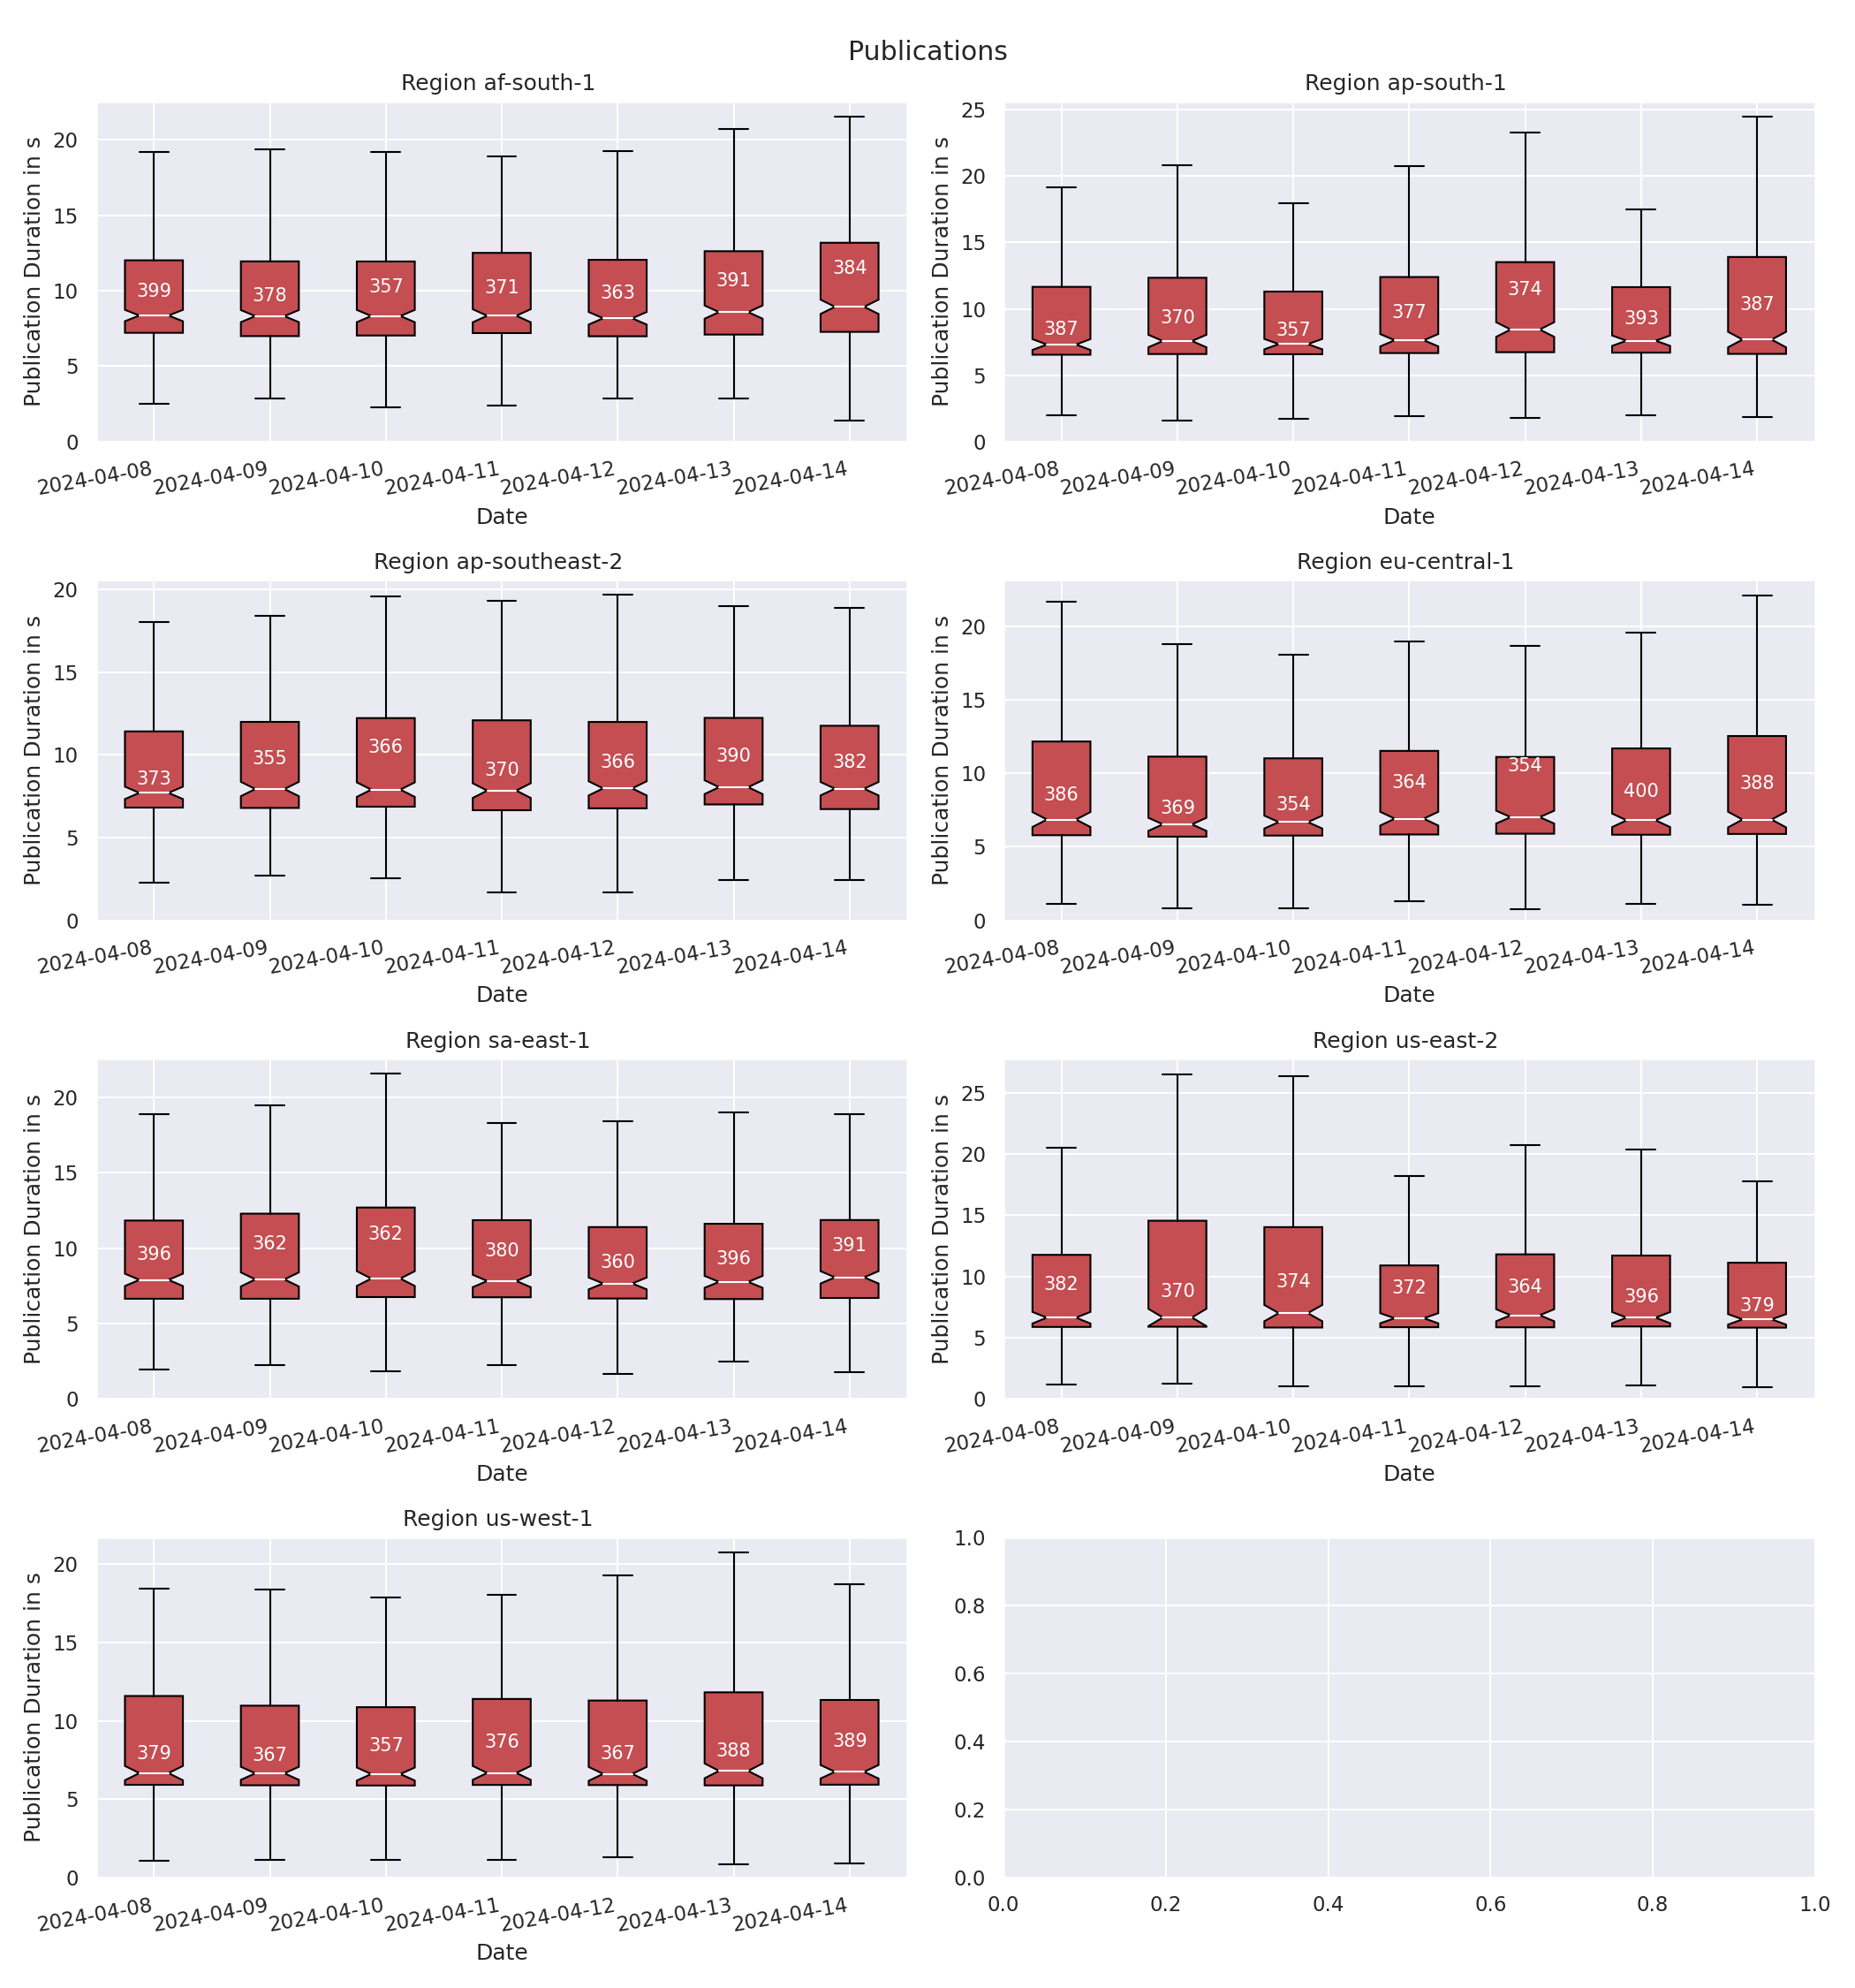 Publications
Region af-south-1
Publication Duration in s
20
15
10
5
0
399 378 357 371 363 391 384
2024-04-08 2024-04-09 2024-04-10 2024-04-11 2024-04-12 2024-04-13 2024-04-14
Date
Region ap-south-1
Publication Duration in s
25
20
15
10
5
0
387 370 357 377 374 393 387
2024-04-08 2024-04-09 2024-04-10 2024-04-11 2024-04-12 2024-04-13 2024-04-14
Date
Region ap-southeast-2
Publication Duration in s
20
15
10
5
0
373 355 366 370 366 390 382
2024-04-08 2024-04-09 2024-04-10 2024-04-11 2024-04-12 2024-04-13 2024-04-14
Date
Region eu-central-1
Publication Duration in s
20
15
10
5
0
386 369 354 364 354 400 388
2024-04-08 2024-04-09 2024-04-10 2024-04-11 2024-04-12 2024-04-13 2024-04-14
Date
Region sa-east-1
Publication Duration in s
20
15
10
5
0
396 362 362 380 360 396 391
2024-04-08 2024-04-09 2024-04-10 2024-04-11 2024-04-12 2024-04-13 2024-04-14
Date
Region us-east-2
Publication Duration in s
25
20
15
10
5
0
382 370 374 372 364 396 379
2024-04-08 2024-04-09 2024-04-10 2024-04-11 2024-04-12 2024-04-13 2024-04-14
Date
Region us-west-1
Publication Duration in s
20
15
10
5
0
379 367 357 376 367 388 389
2024-04-08 2024-04-09 2024-04-10 2024-04-11 2024-04-12 2024-04-13 2024-04-14
Date
1.0
0.8
0.6
0.4
0.2
0.0
0.0 0.2 0.4 0.6 0.8 1.0